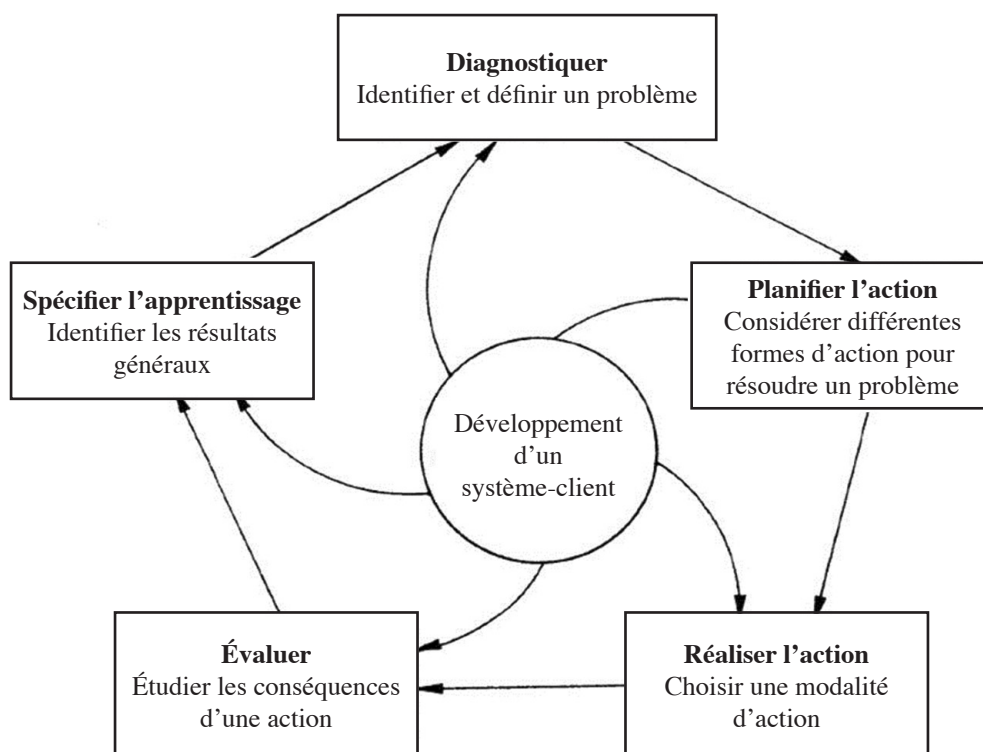 Diagnostiquer
Identifier et définir un problème
Spécifier l’apprentissage
Identifier les résultats
généraux
Planifier l’action
Considérer différentes
formes d’action pour
résoudre un problème
Développement
d’un
système-client
Évaluer
Étudier les conséquences
d’une action
Réaliser l’action
Choisir une modalité
d’action